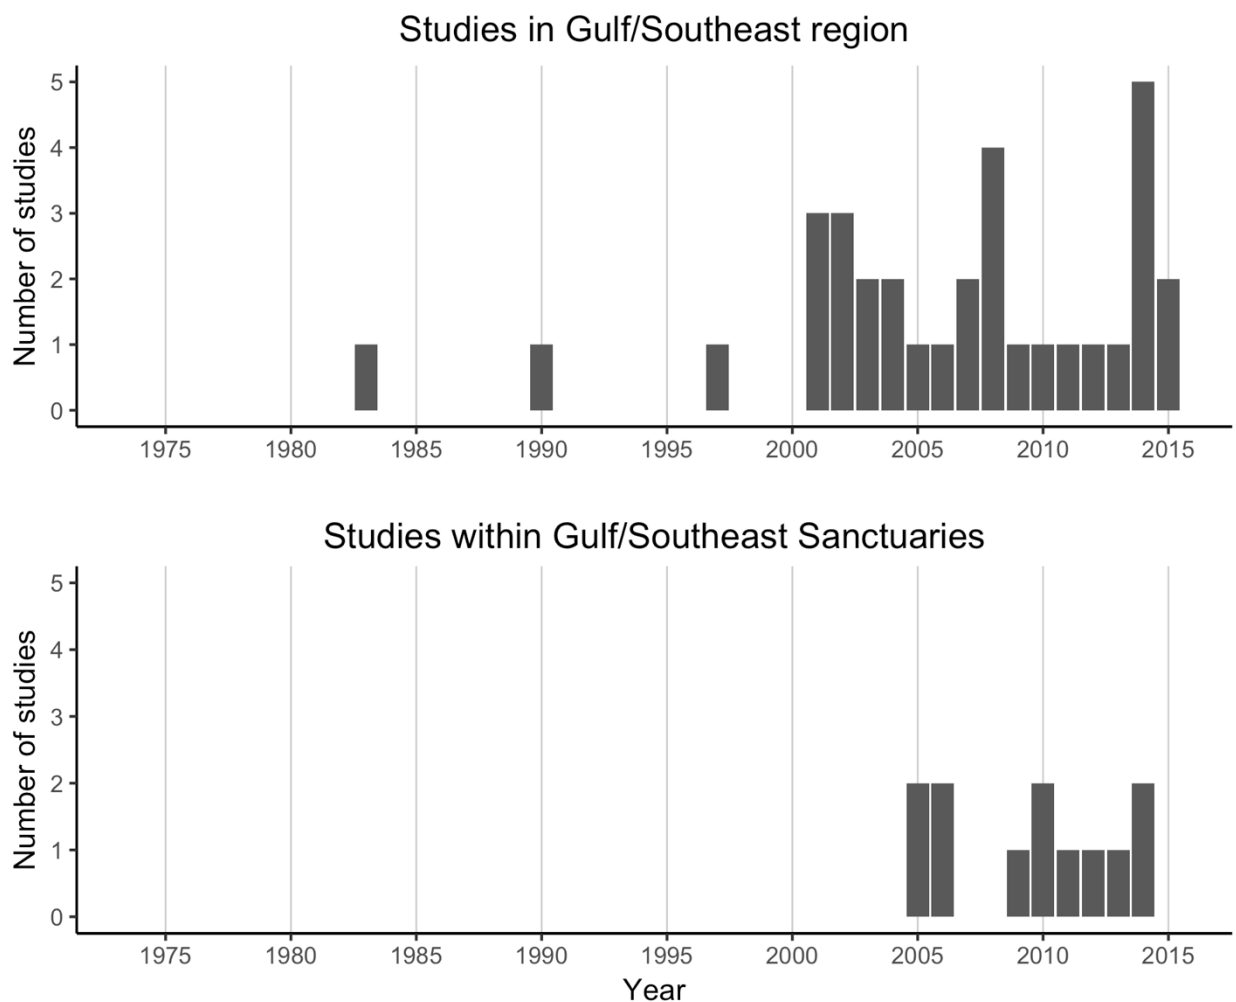 Studies in Gulf/Southeast region
Number of studies
5
4
3
2
1
0
1975 1980 1985 1990 1995 2000 2005 2010 2015
Studies within Gulf/Southeast Sanctuaries
Number of studies
5
4
3
2
1
0
1975 1980 1985 1990 1995 2000 2005 2010 2015
Year